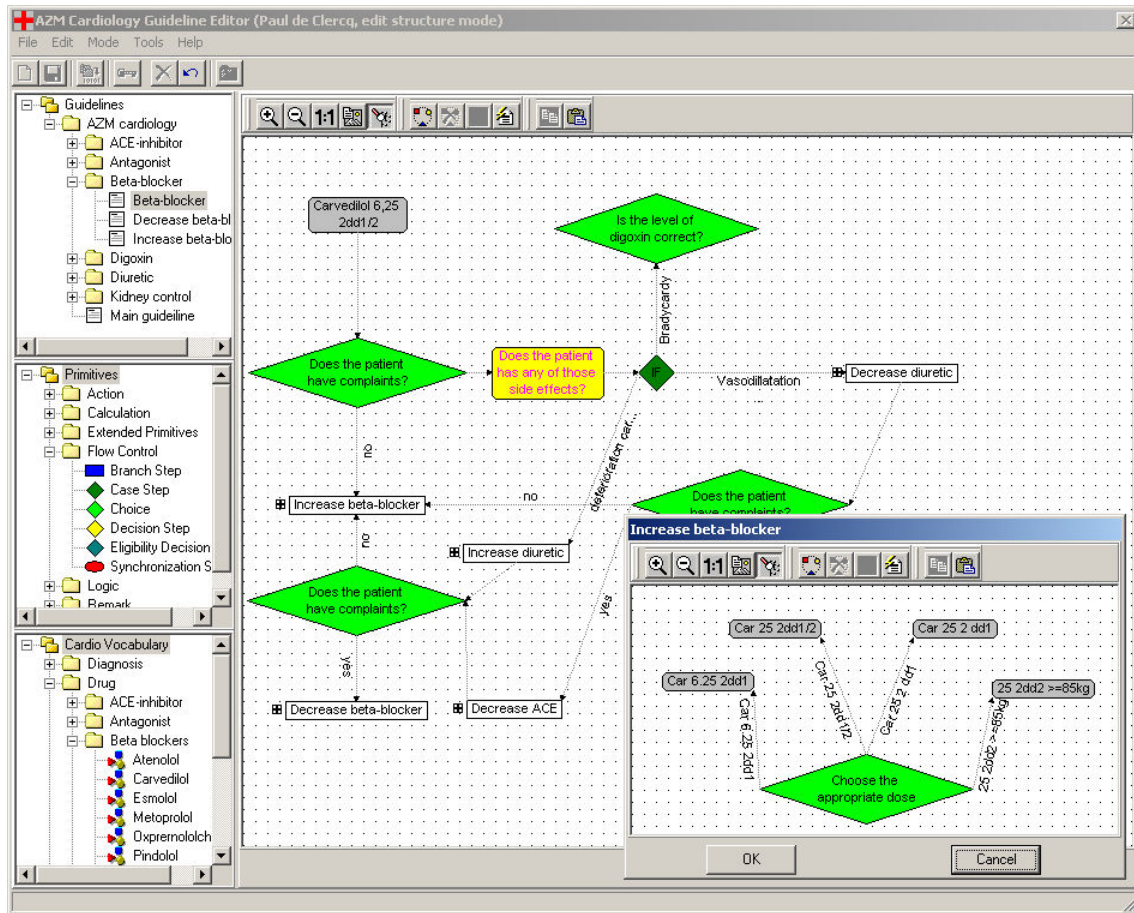 AZM Cardiology Guideline Editor (Paul de Clercq, edit structure mode)
File Edit Mode Tools Help
Guidelines
AZM cardiology
ACE-inhibitor
Antagonist
Beta-blocker
Beta-blocker
Decrease beta-bl
Increase beta-blo
Digoxin
Diuretic
Kidney control
Main guideiline
Primitives
Action
Calculation
Extended Primitives
Flow Control
Branch Step
Case Step
Choice
Decision Step
Eligibility Decision
Synchronization S
Logic
Remark
Cardio Vocabulary
Diagnosis
Drug
ACE-inhibitor
Antagonist
Beta blockers
Atenolol
Carvedilol
Esmolol
Metoprolol
Oxprernololch
Pindolol
1:1
Carvedilol 6,25
2dd1/2
Is the level of
digoxin correct?
Bradycardy
Does the patient
have complaints?
Does the patient
has any of those
side effects?
IF
Vasodillatation
...
Decrease diuretic
deterioration car...
no
Increase beta-blocker
no
Does the patient
have complaints?
no
Increase diuretic
Does the patient
have complaints?
yes
yes
Decrease beta-blocker
Decrease ACE
Increase beta-blocker
1:1
Car 25 2dd1/2
Car 25 2 dd1
Car 6.25 2dd1
25 2dd2 >=85kg
Car 6.25 2dd1
Car 25 2dd1/2
Car 25 2 dd1
25 2dd2 >=85kg
Choose the
appropriate dose
OK
Cancel